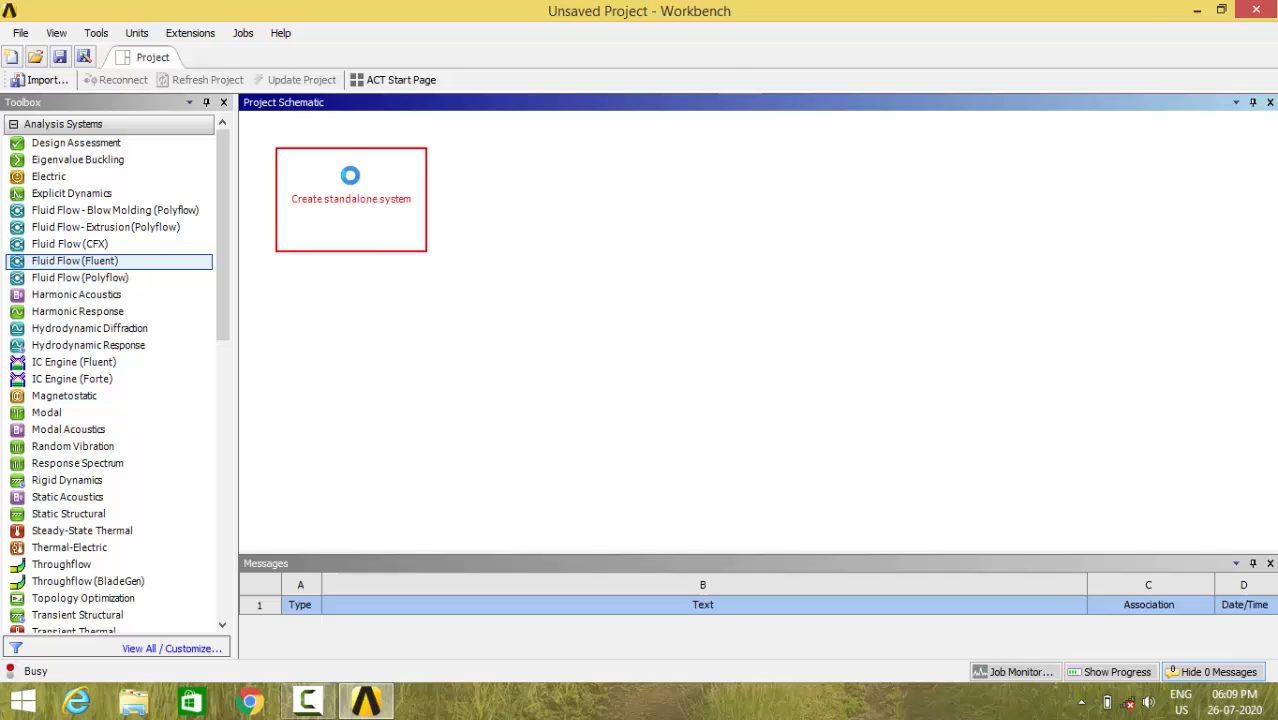 Unsaved Project - Workbench
File View Tools Units Extensions Jobs Help
Project
Import... Reconnect Refresh Project Update Project ACT Start Page
Toolbox
Project Schematic
Analysis Systems
Design Assessment
Eigenvalue Buckling
Electric
Explicit Dynamics
Fluid Flow - Blow Molding (Polyflow)
Fluid Flow- Extrusion (Polyflow)
Fluid Flow (CFX)
Fluid Flow (Fluent)
Fluid Flow (Polyflow)
Harmonic Acoustics
Harmonic Response
Hydrodynamic Diffraction
Hydrodynamic Response
IC Engine (Fluent)
IC Engine (Forte)
Magnetostatic
Modal
Modal Acoustics
Random Vibration
Response Spectrum
Rigid Dynamics
Static Acoustics
Static Structural
Steady-State Thermal
Thermal-Electric
Throughflow
Throughflow (BladeGen)
Topology Optimization
Transient Structural
Transient Thermal
View All / Customize...
Create standalone system
Messages
A B C D
1 Type Text Association Date/Time
Busy
Job Monitor... Show Progress Hide 0 Messages
ENG 06:09 PM
US 26-07-2020